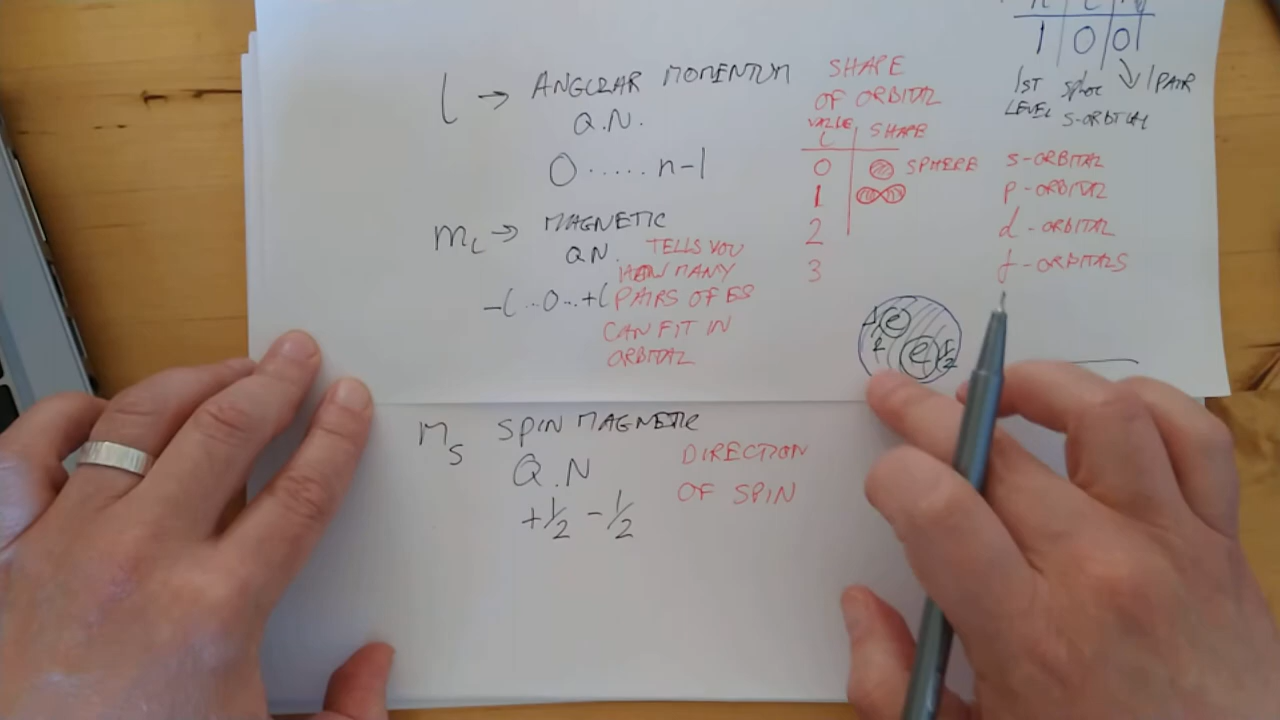 l → ANGULAR MOMENTUM
Q.N.
0......n-1
mL → MAGNETIC
Q.N.
-l...0...+l
TELLS YOU
HOW MANY
PAIRS OF ES
CAN FIT IN
ORBITAL
SHAPE
OF ORBITAL
VALUE | SHAPE
L
0 SPHERE s-ORBITAL
1 p-ORBITAL
2 d-ORBITAL
3 f-ORBITALS
1 | 0 | 0
1ST
LEVEL
S-ORBITAL
1 PAIR
e
e
Ms SPIN MAGNETIC
Q.N
+1/2 -1/2
DIRECTION
OF SPIN